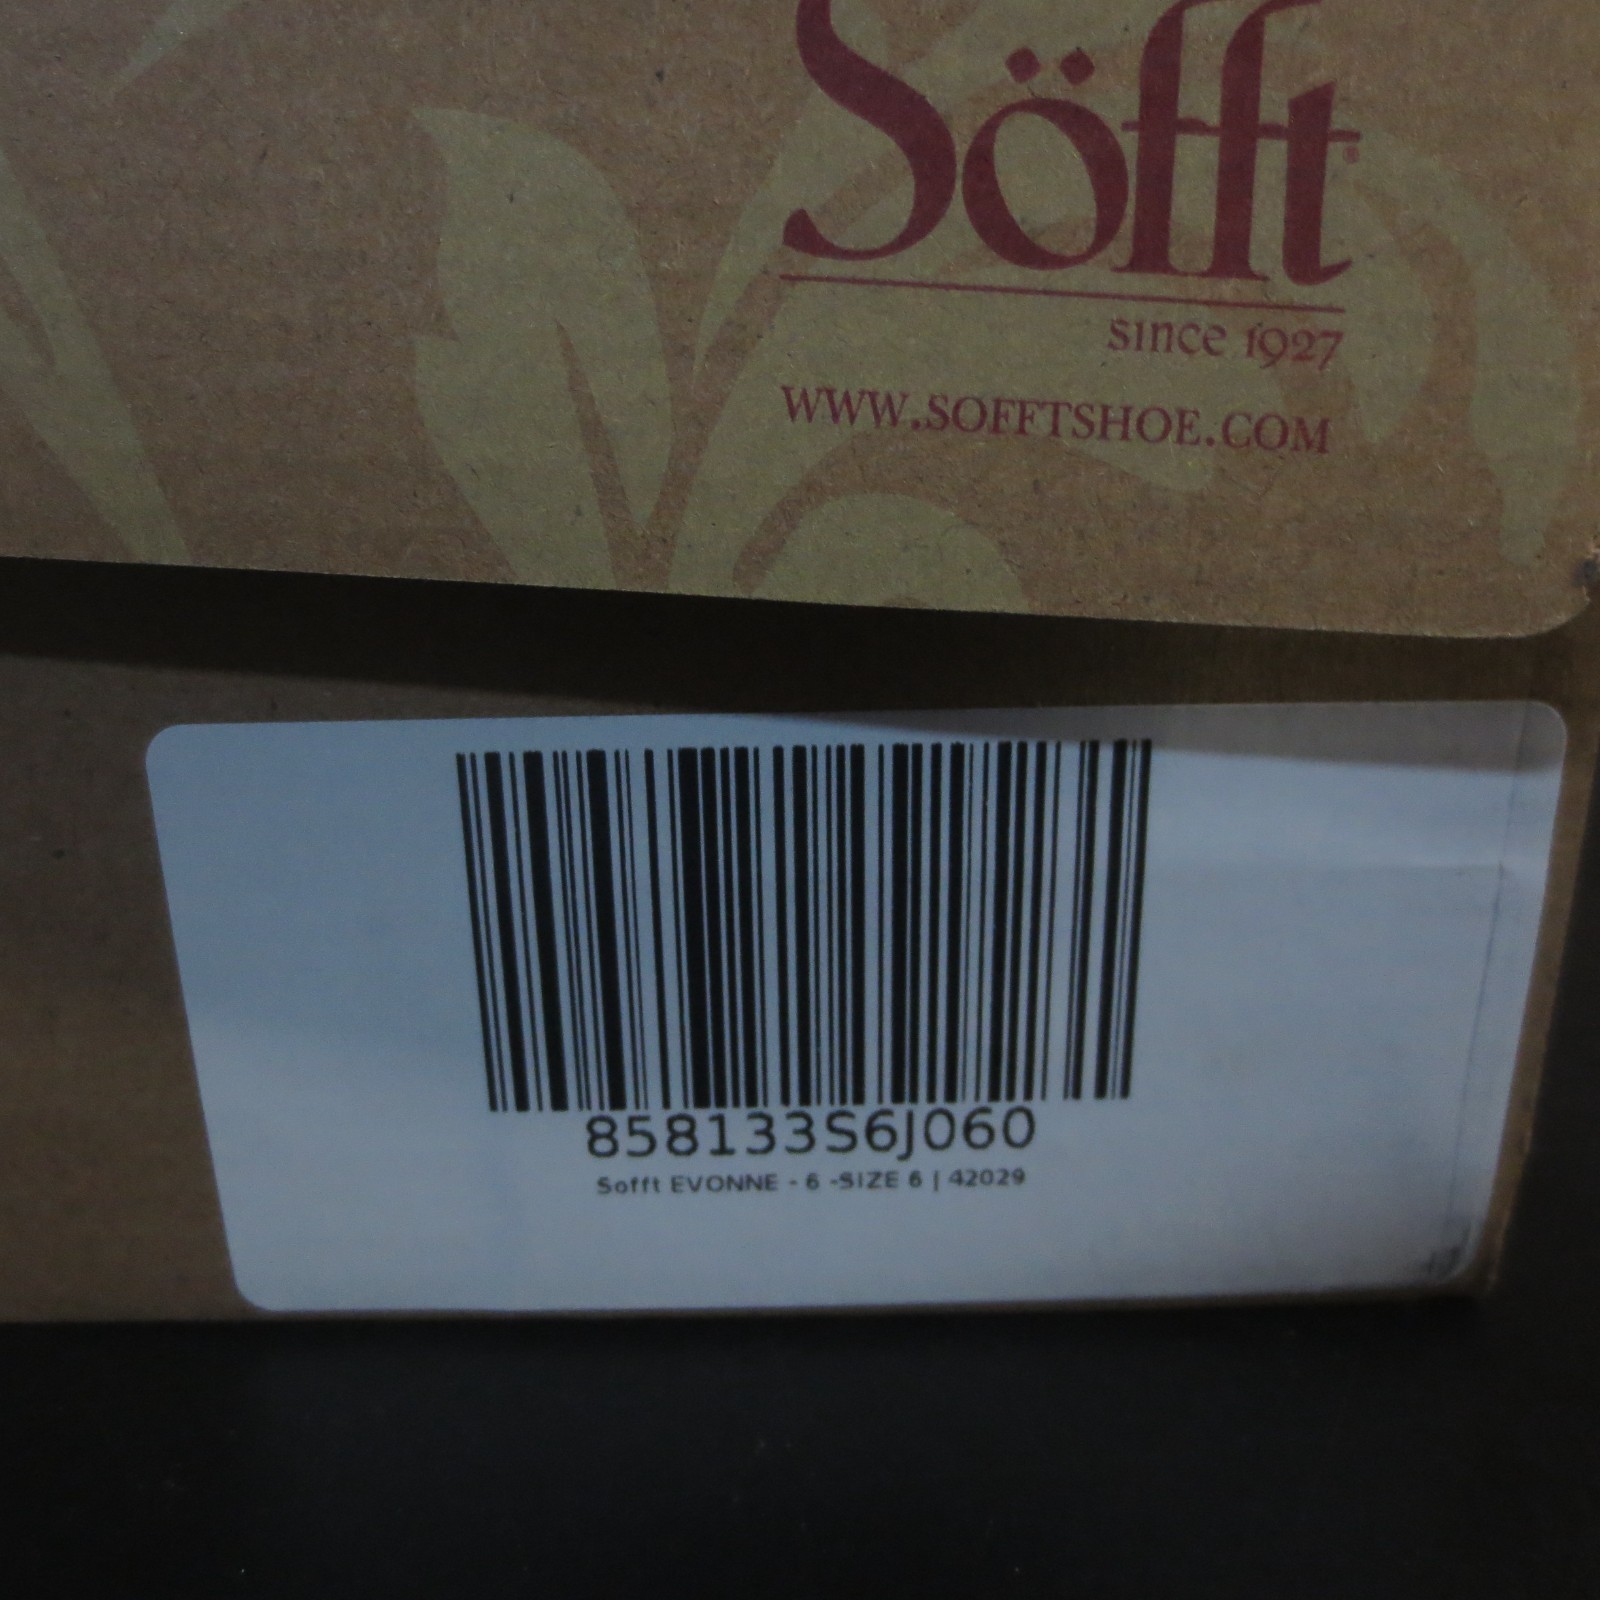 Söfft®
since 1927
WWW.SOFFTSHOE.COM
858133S6J060
Sofft EVONNE - 6 -SIZE 6 | 42029